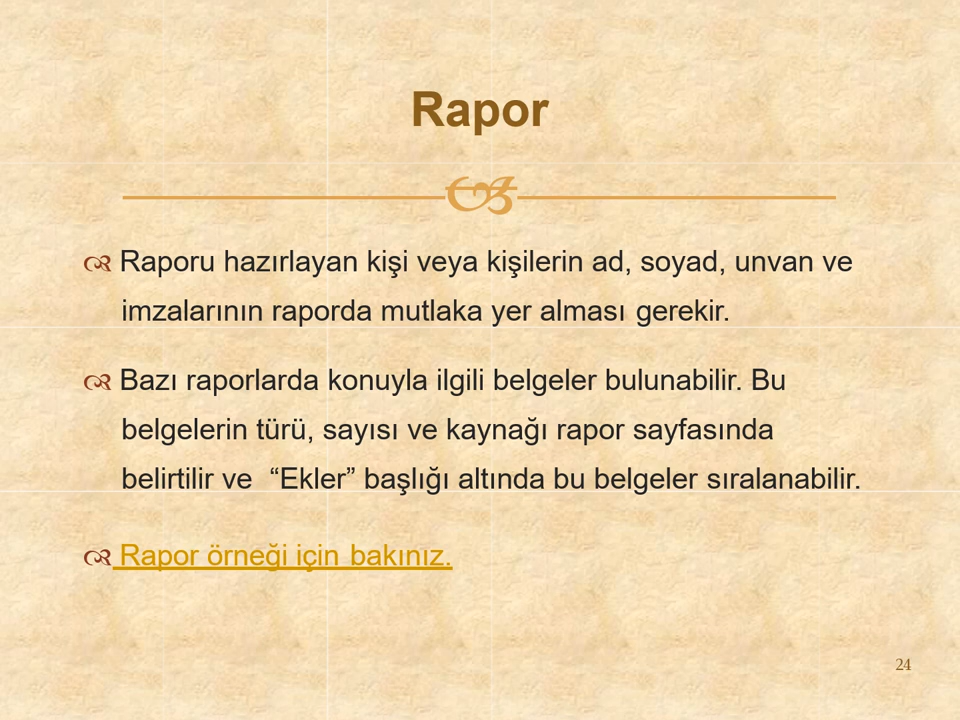 Rapor
Raporu hazırlayan kişi veya kişilerin ad, soyad, unvan ve
imzalarının raporda mutlaka yer alması gerekir.
Bazı raporlarda konuyla ilgili belgeler bulunabilir. Bu
belgelerin türü, sayısı ve kaynağı rapor sayfasında
belirtilir ve “Ekler” başlığı altında bu belgeler sıralanabilir.
Rapor örneği için bakınız.
24